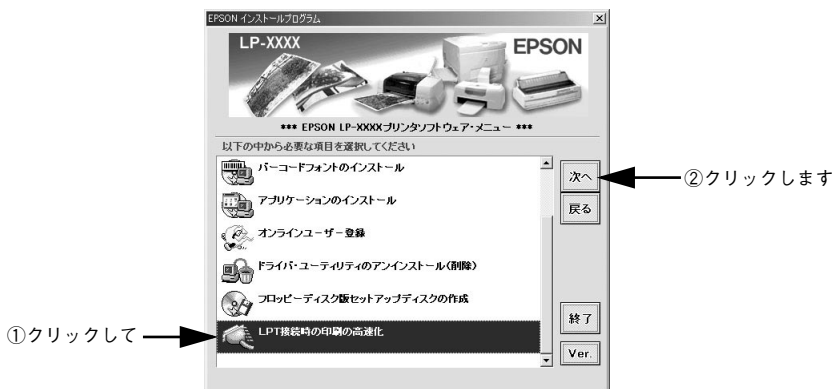 EPSON インストールプログラム
LP-XXXX
EPSON
*** EPSON LP-XXXXプリンタソフトウェア・メニュー ***
以下の中から必要な項目を選択してください
バーコードフォントのインストール
アプリケーションのインストール
オンラインユーザー登録
ドライバ・ユーティリティのアンインストール(削除)
フロッピーディスク版セットアップディスクの作成
LPT接続時の印刷の高速化
次へ
戻る
終了
Ver.
①クリックして
②クリックします